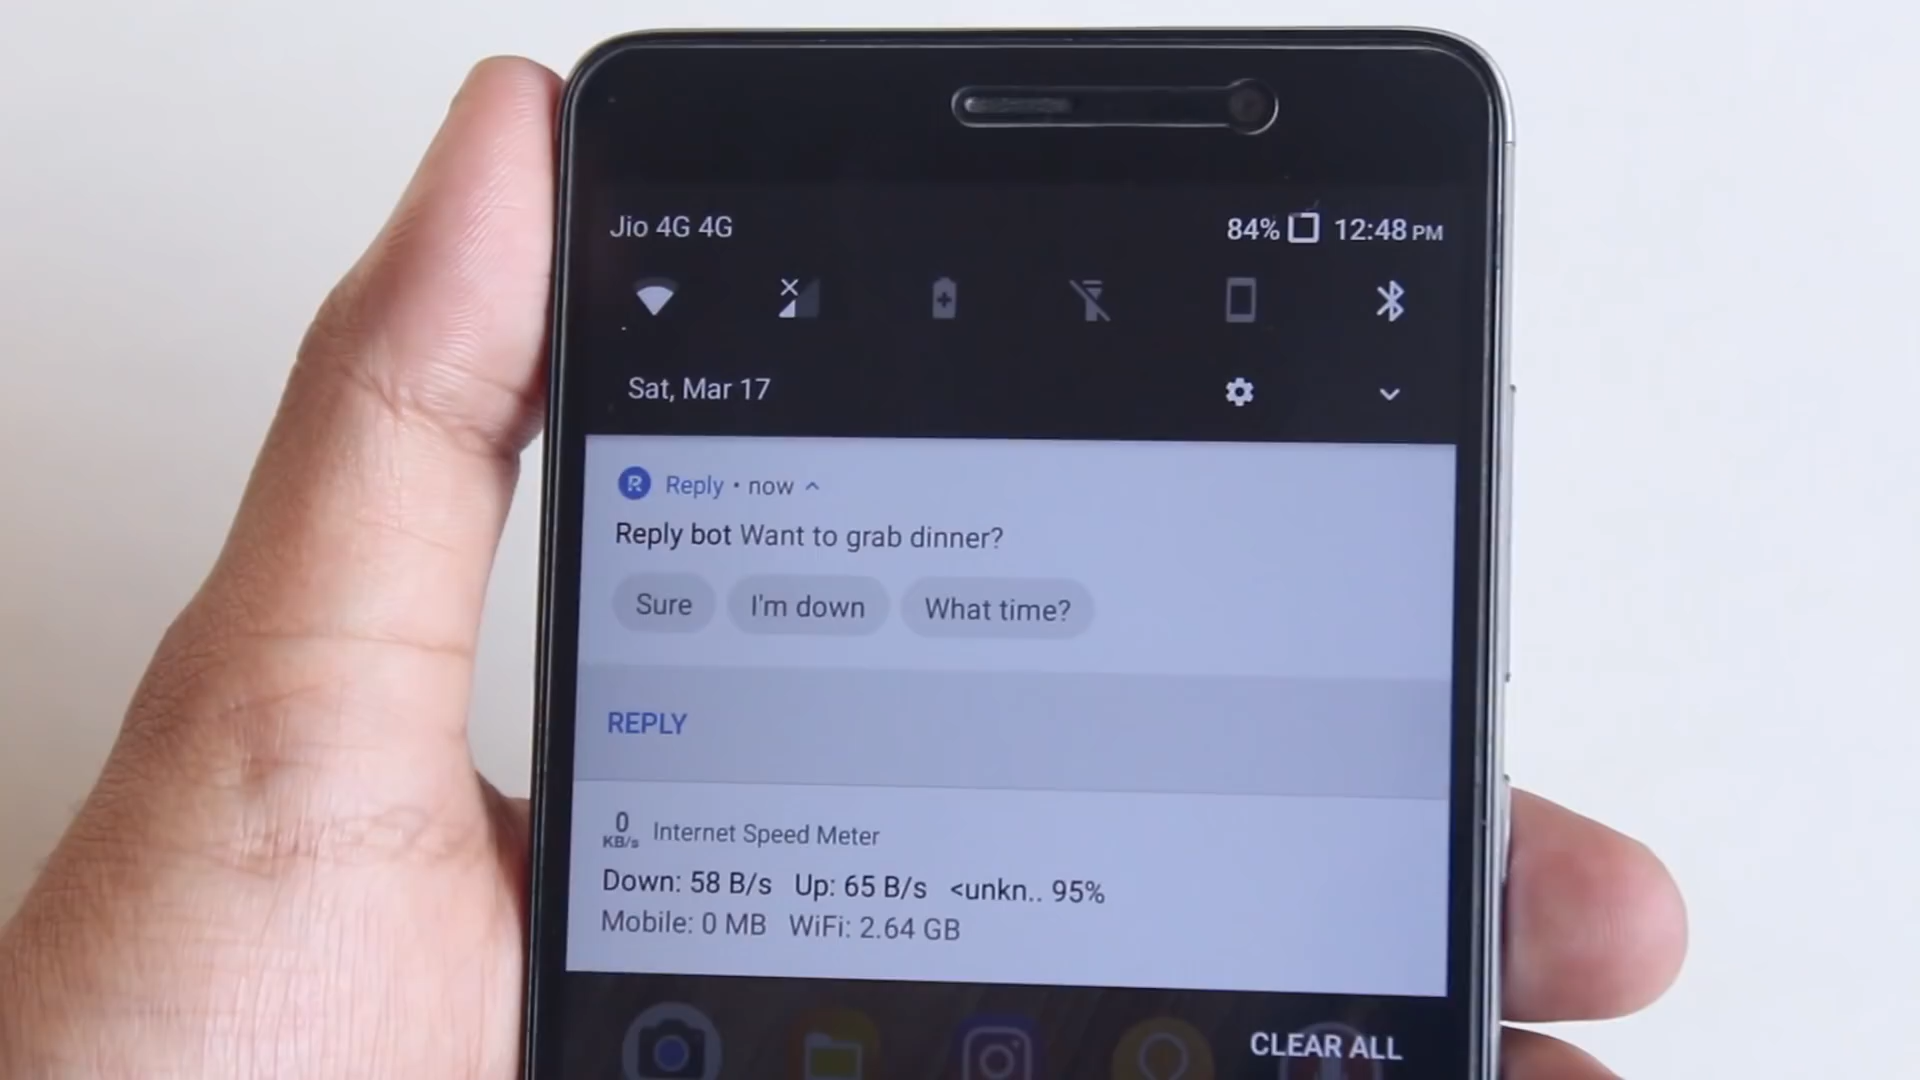 Jio 4G 4G 84% 12:48 PM
Sat, Mar 17
R Reply • now
Reply bot Want to grab dinner?
Sure I'm down What time?
REPLY
0 KB/s Internet Speed Meter
Down: 58 B/s Up: 65 B/s <unkn.. 95%
Mobile: 0 MB WiFi: 2.64 GB
CLEAR ALL